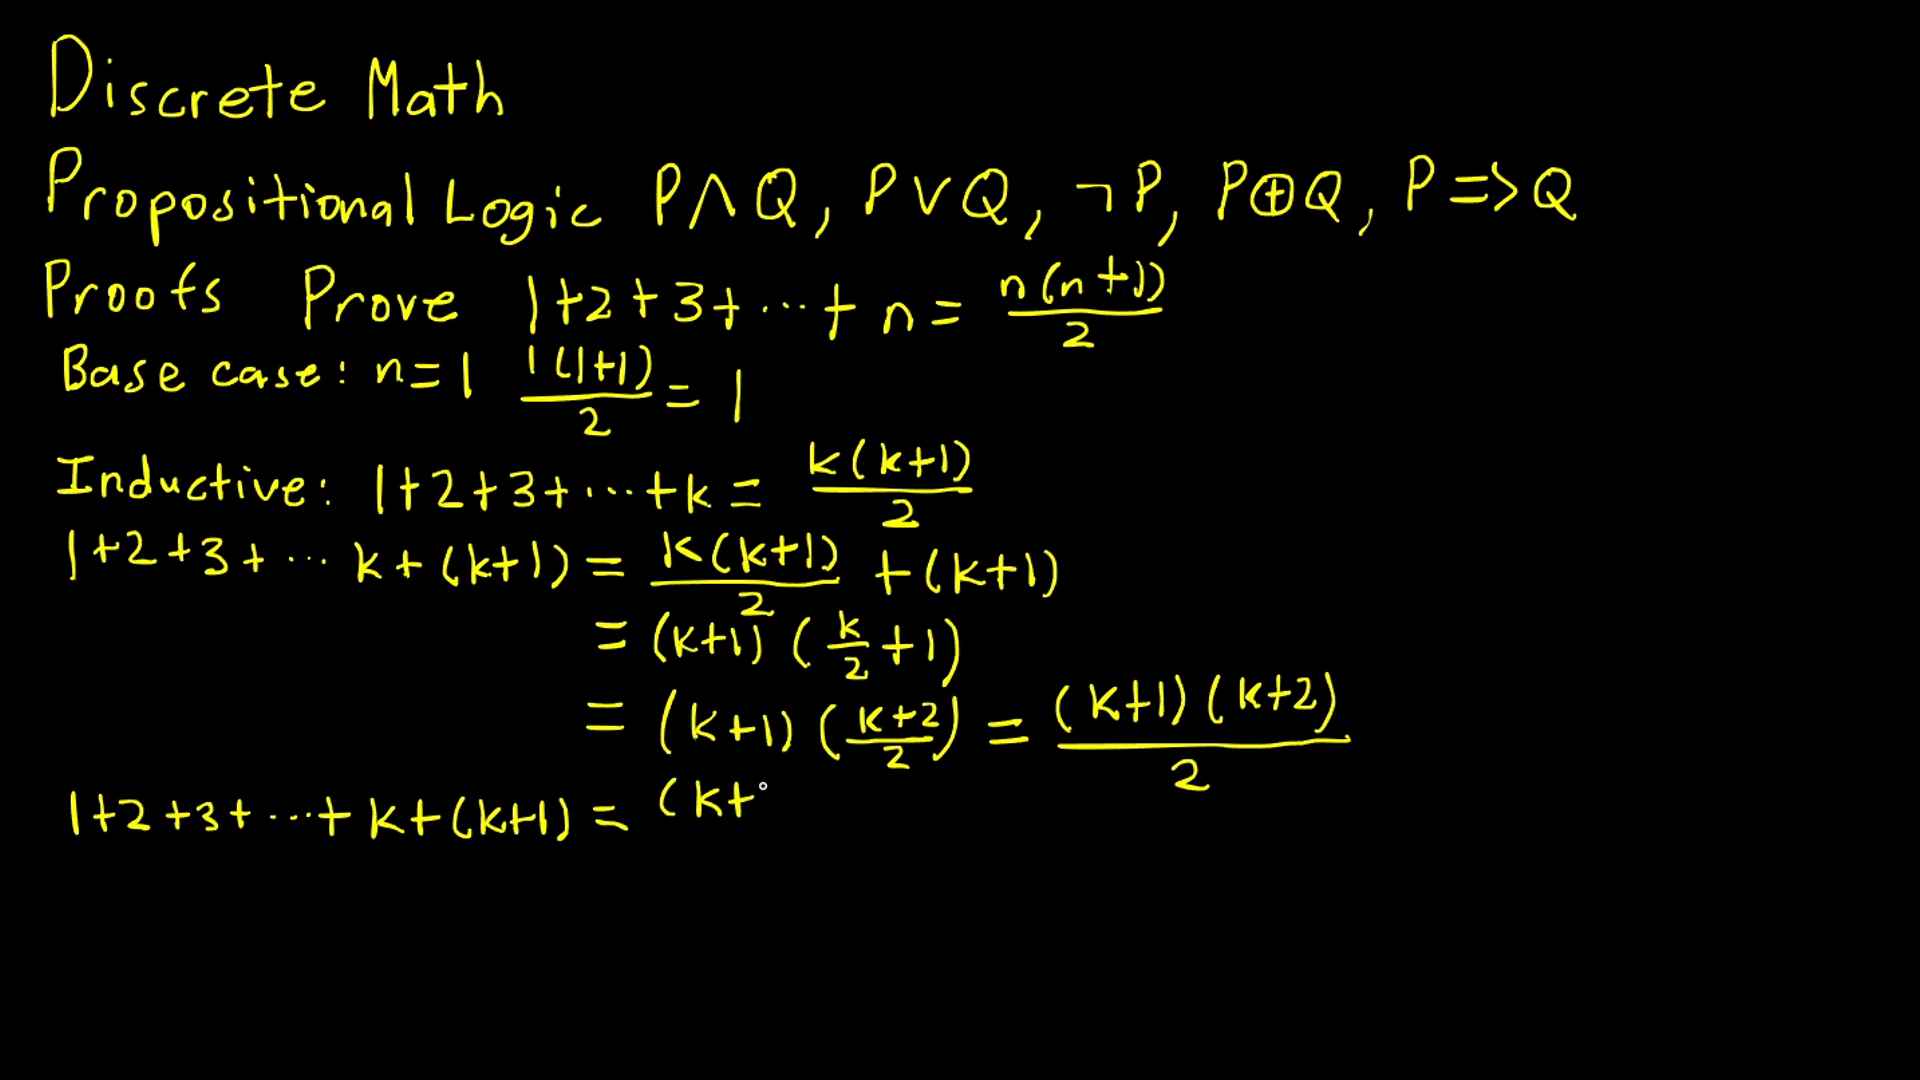 Discrete Math
Propositional Logic P∧Q, P∨Q, ¬P, P⊕Q, P=>Q
Proofs Prove 1+2+3+⋯+n= n(n+1)/2
Base case: n=1 1(1+1)/2 = 1
Inductive: 1+2+3+⋯+k = k(k+1)/2
1+2+3+⋯ k+(k+1) = k(k+1)/2 +(k+1)
= (k+1) (k/2+1)
= (k+1) (k+2/2) = (k+1)(k+2)/2
1+2+3+⋯+k+(k+1) = (k+